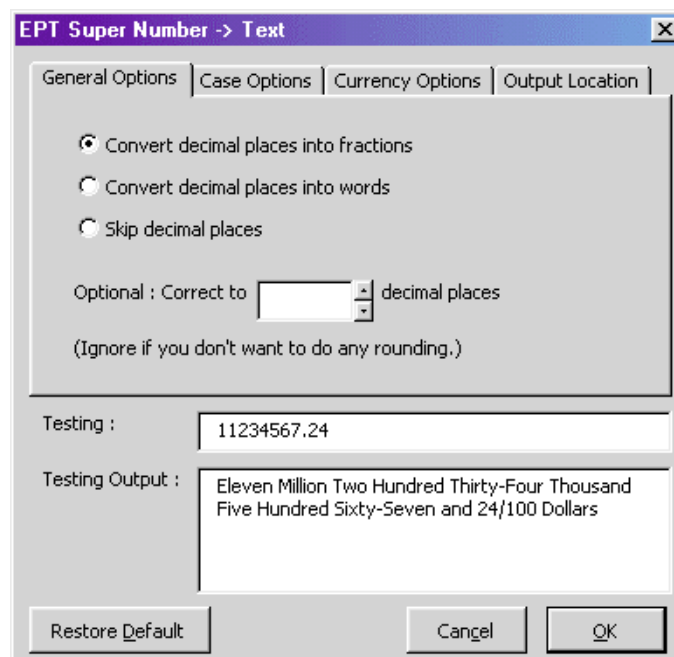 EPT Super Number -> Text
General Options Case Options Currency Options Output Location
Convert decimal places into fractions
Convert decimal places into words
Skip decimal places
Optional : Correct to decimal places
(Ignore if you don't want to do any rounding.)
Testing : 11234567.24
Testing Output : Eleven Million Two Hundred Thirty-Four Thousand
Five Hundred Sixty-Seven and 24/100 Dollars
Restore Default Cancel OK